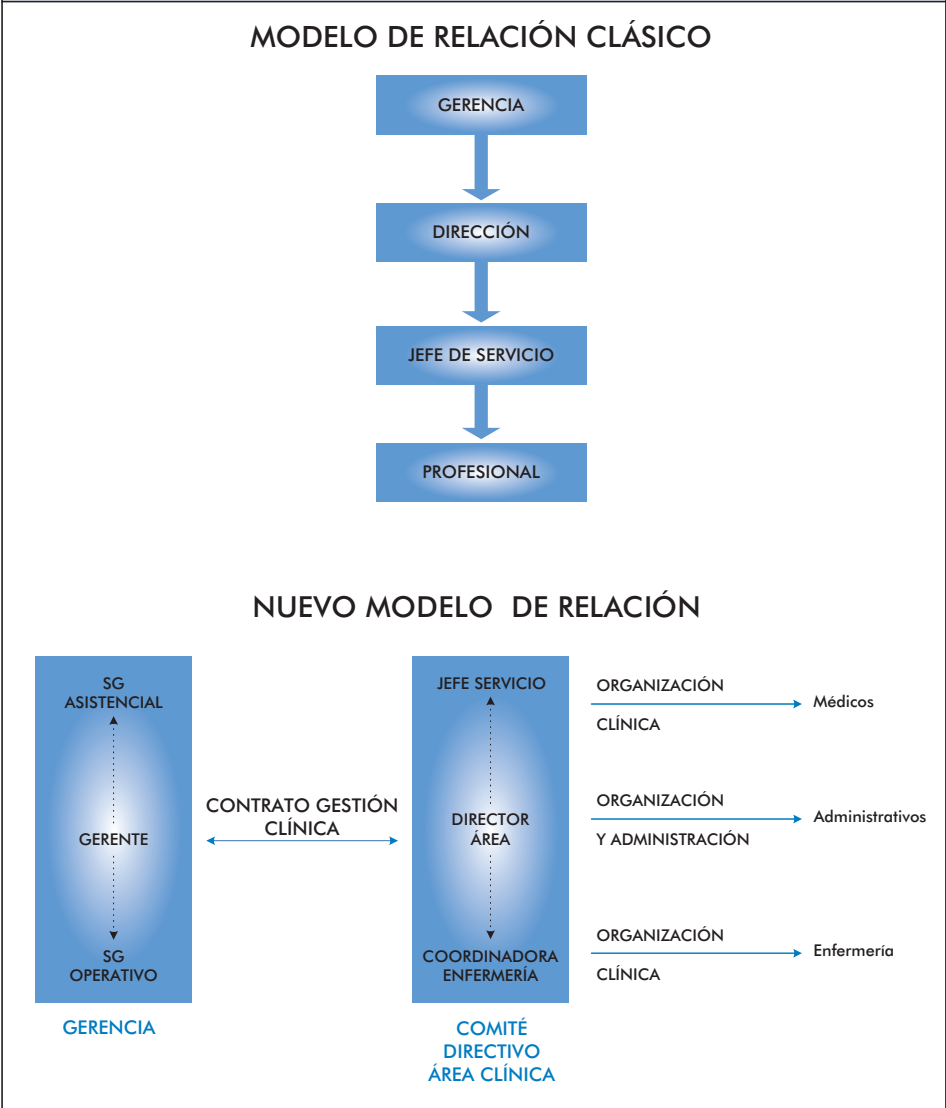 MODELO DE RELACIÓN CLÁSICO
GERENCIA
DIRECCIÓN
JEFE DE SERVICIO
PROFESIONAL
NUEVO MODELO DE RELACIÓN
SG
ASISTENCIAL
GERENTE
SG
OPERATIVO
GERENCIA
CONTRATO GESTIÓN
CLÍNICA
JEFE SERVICIO
DIRECTOR
ÁREA
COORDINADORA
ENFERMERÍA
COMITÉ
DIRECTIVO
ÁREA CLÍNICA
ORGANIZACIÓN
CLÍNICA
Médicos
ORGANIZACIÓN
Y ADMINISTRACIÓN
Administrativos
ORGANIZACIÓN
CLÍNICA
Enfermería